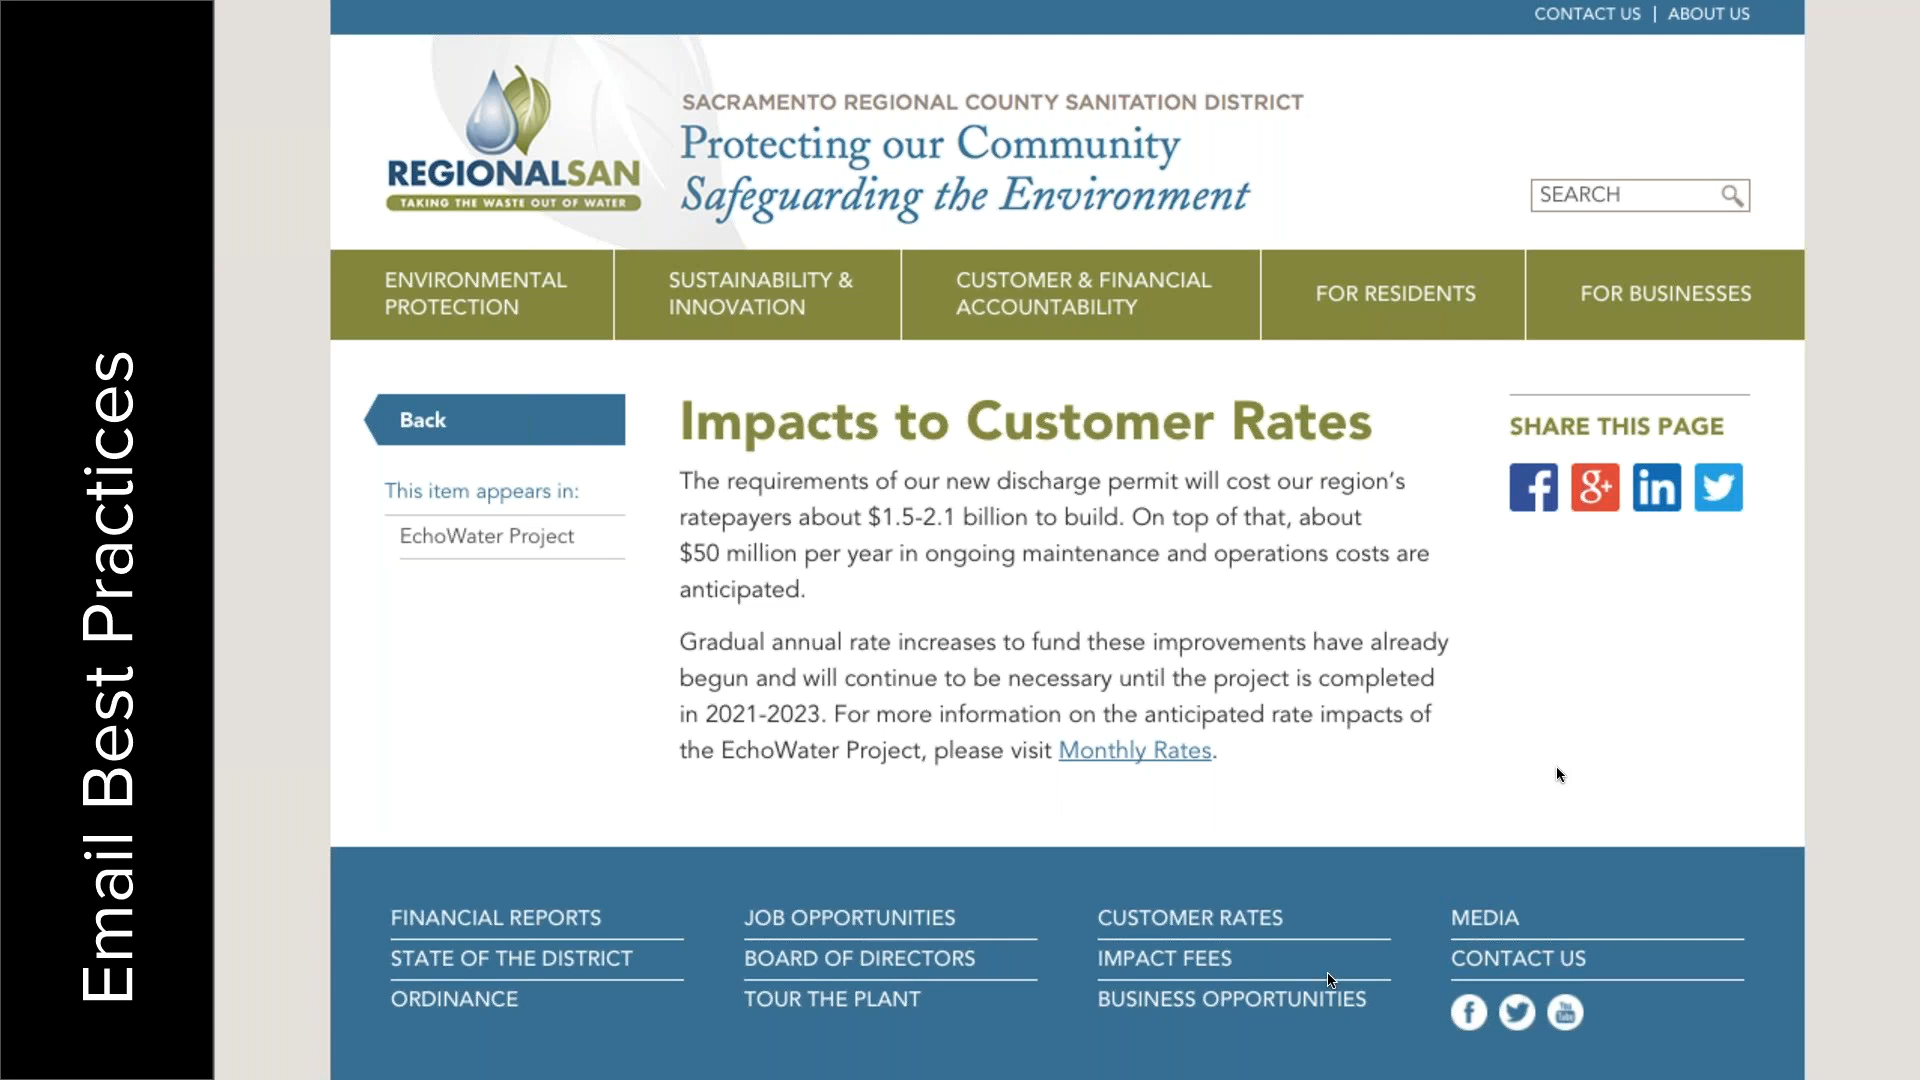 Email Best Practices
CONTACT US | ABOUT US
REGIONALSAN
TAKING THE WASTE OUT OF WATER
SACRAMENTO REGIONAL COUNTY SANITATION DISTRICT
Protecting our Community
Safeguarding the Environment
SEARCH
ENVIRONMENTAL
PROTECTION
SUSTAINABILITY &
INNOVATION
CUSTOMER & FINANCIAL
ACCOUNTABILITY
FOR RESIDENTS
FOR BUSINESSES
Back
This item appears in:
EchoWater Project
Impacts to Customer Rates
The requirements of our new discharge permit will cost our region’s
ratepayers about $1.5-2.1 billion to build. On top of that, about
$50 million per year in ongoing maintenance and operations costs are
anticipated.
Gradual annual rate increases to fund these improvements have already
begun and will continue to be necessary until the project is completed
in 2021-2023. For more information on the anticipated rate impacts of
the EchoWater Project, please visit Monthly Rates.
SHARE THIS PAGE
f g+ in
FINANCIAL REPORTS
STATE OF THE DISTRICT
ORDINANCE
JOB OPPORTUNITIES
BOARD OF DIRECTORS
TOUR THE PLANT
CUSTOMER RATES
IMPACT FEES
BUSINESS OPPORTUNITIES
MEDIA
CONTACT US
f You Tube